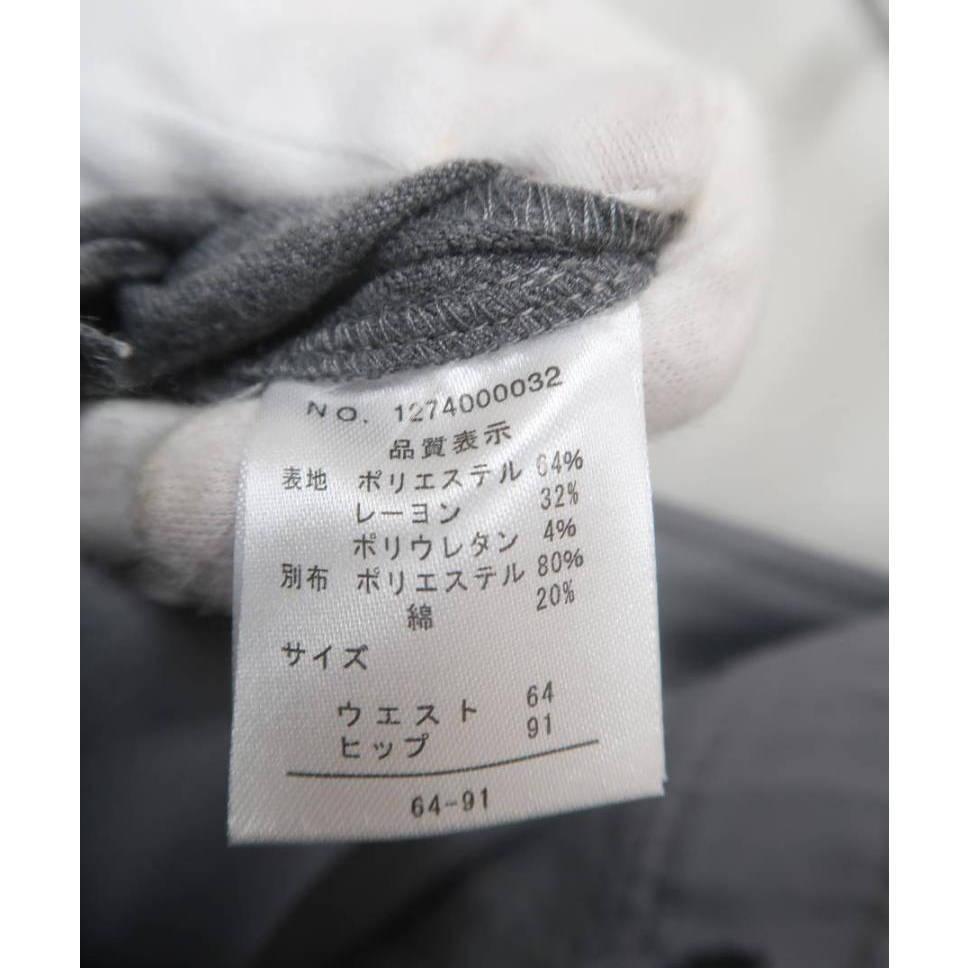 NO. 1274000032
品質表示
表地 ポリエステル 64%
レーヨン 32%
ポリウレタン 4%
別布 ポリエステル 80%
綿 20%
サイズ
ウエスト 64
ヒップ 91
64-91